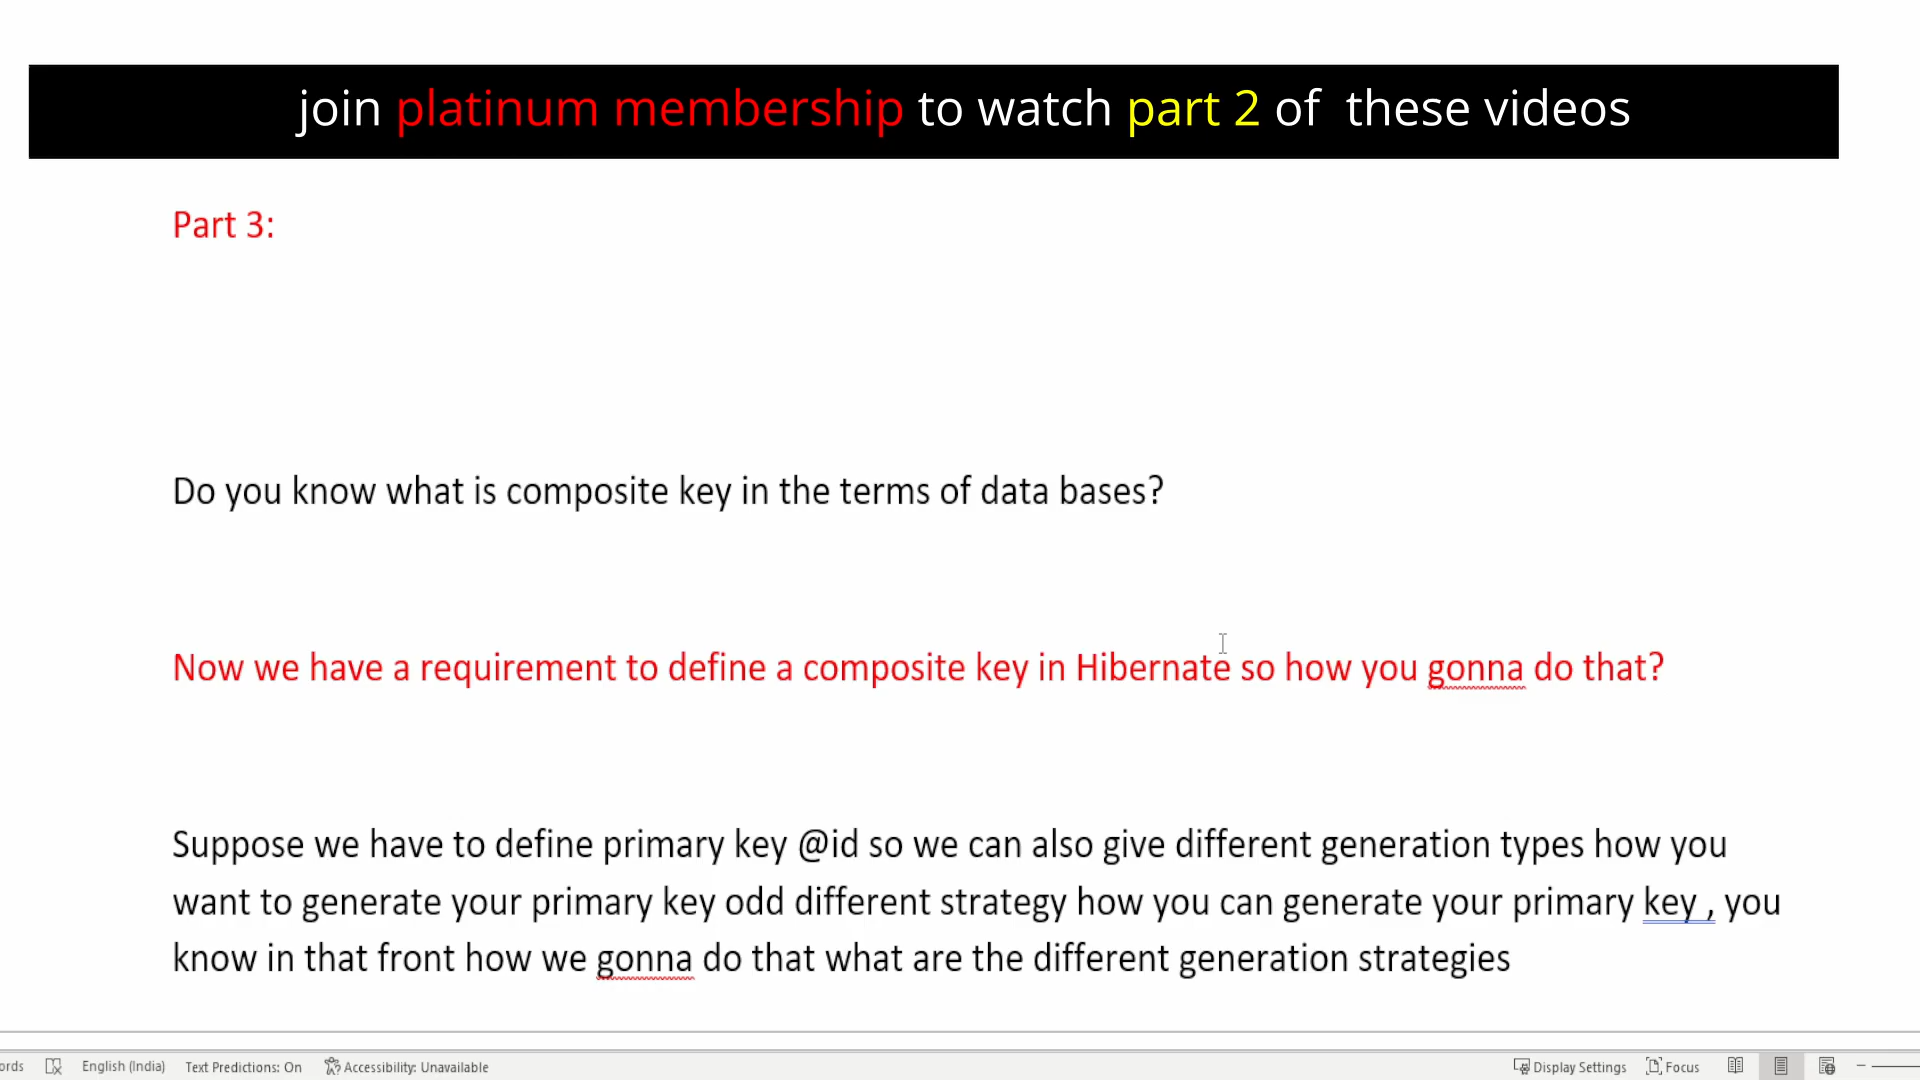 join platinum membership to watch part 2 of these videos
Part 3:
Do you know what is composite key in the terms of data bases?
Now we have a requirement to define a composite key in Hibernate so how you gonna do that?
Suppose we have to define primary key @id so we can also give different generation types how you
want to generate your primary key odd different strategy how you can generate your primary key , you
know in that front how we gonna do that what are the different generation strategies
ords English (India) Text Predictions: On Accessibility: Unavailable Display Settings Focus